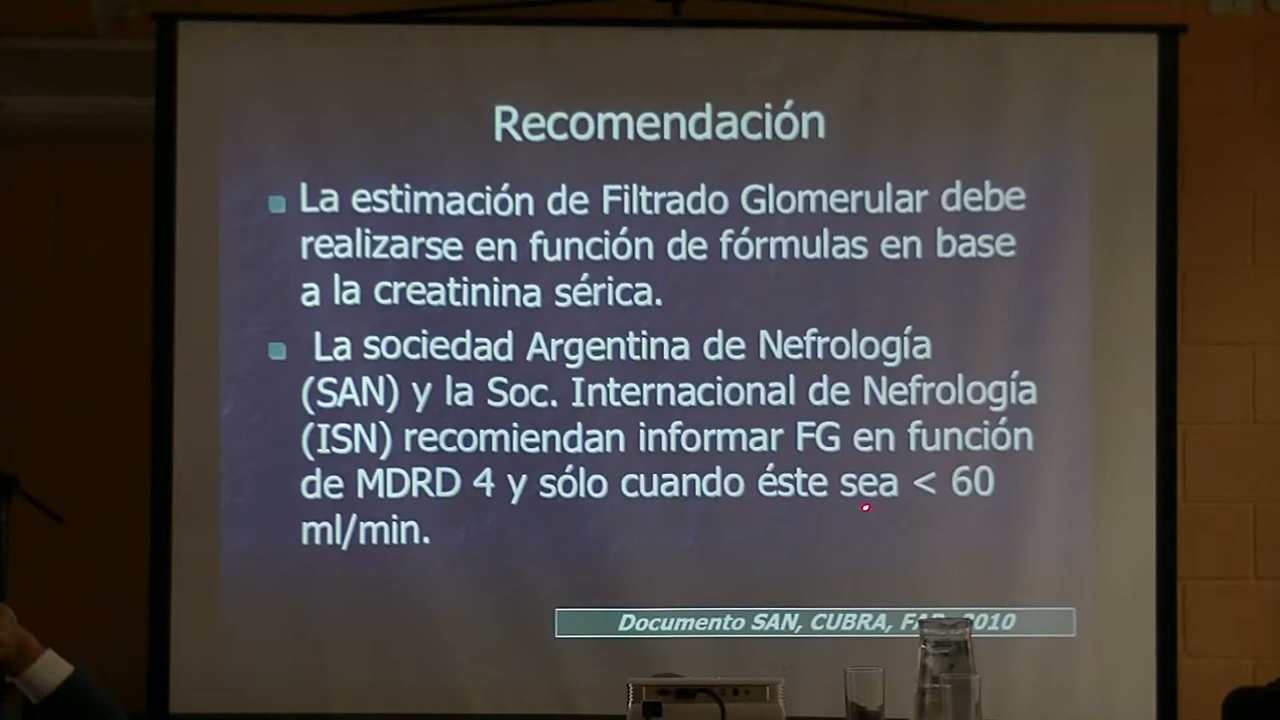 Recomendación
La estimación de Filtrado Glomerular debe
realizarse en función de fórmulas en base
a la creatinina sérica.
La sociedad Argentina de Nefrología
(SAN) y la Soc. Internacional de Nefrología
(ISN) recomiendan informar FG en función
de MDRD 4 y sólo cuando éste sea < 60
ml/min.
Documento SAN, CUBRA, 2010